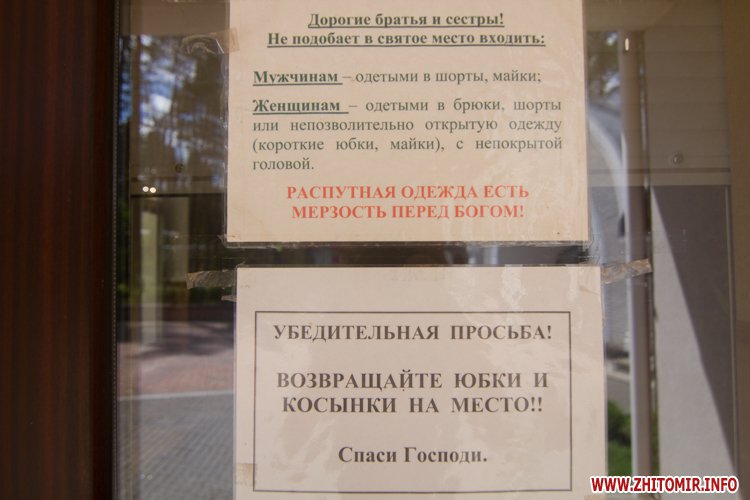 Дорогие братья и сестры!
Не подобает в святое место входить:
Мужчинам – одетыми в шорты, майки;
Женщинам – одетыми в брюки, шорты
или непозволительно открытую одежду
(короткие юбки, майки), с непокрытой
головой.
РАСПУТНАЯ ОДЕЖДА ЕСТЬ
МЕРЗОСТЬ ПЕРЕД БОГОМ!
УБЕДИТЕЛЬНАЯ ПРОСЬБА!
ВОЗВРАЩАЙТЕ ЮБКИ И
КОСЫНКИ НА МЕСТО!!
Спаси Господи.
WWW.ZHITOMIR.INFO